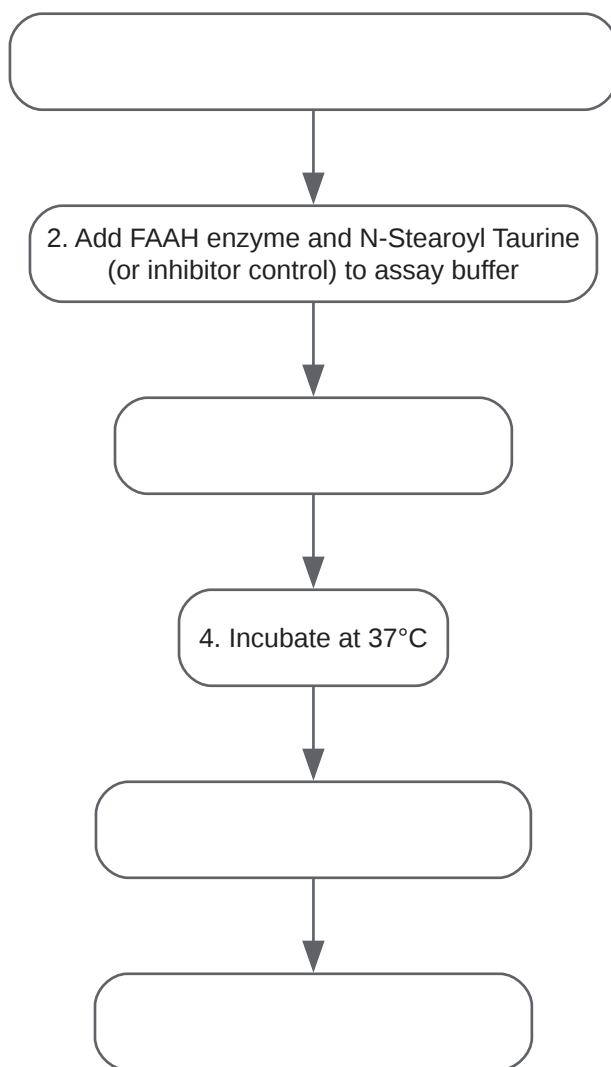 2. Add FAAH enzyme and N-Stearoyl Taurine
(or inhibitor control) to assay buffer
4. Incubate at 37°C